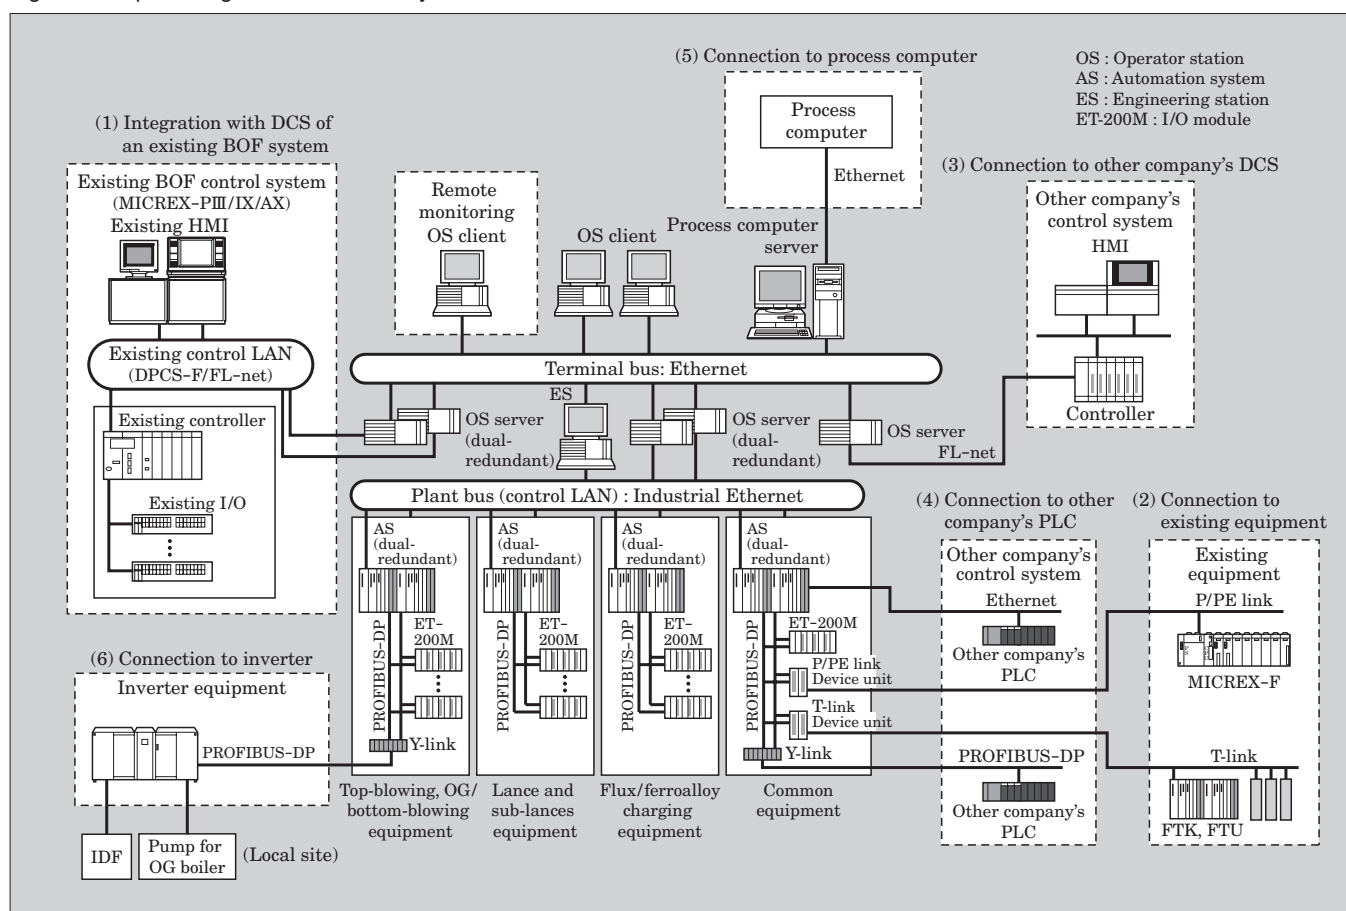 (5) Connection to process computer
OS : Operator station
AS : Automation system
ES : Engineering station
ET-200M : I/O module
Process
computer
Ethernet
(1) Integration with DCS of
an existing BOF system
Existing BOF control system
(MICREX-PⅢ/IX/AX)
Existing HMI
Remote
monitoring
OS client
OS client
Process computer
server
(3) Connection to other company's DCS
Other company's
control system
HMI
Controller
Existing control LAN
(DPCS-F/FL-net)
Terminal bus: Ethernet
Existing controller
Existing I/O
OS server
(dual-
redundant)
ES
OS server
(dual-
redundant)
OS server
FL-net
Plant bus (control LAN) : Industrial Ethernet
AS
(dual-
redundant)
PROFIBUS-DP
ET-
200M
Y-link
AS
(dual-
redundant)
PROFIBUS-DP
ET-
200M
AS
(dual-
redundant)
PROFIBUS-DP
ET-
200M
AS
(dual-
redundant)
PROFIBUS-DP
ET-200M
P/PE link
Device unit
T-link
Device unit
Y-link
Top-blowing, OG/
bottom-blowing
equipment
Lance and
sub-lances
equipment
Flux/ferroalloy
charging
equipment
Common
equipment
(4) Connection to other
company's PLC
Other company's
control system
Ethernet
Other company's
PLC
PROFIBUS-DP
Other company's
PLC
(2) Connection to
existing equipment
Existing
equipment
P/PE link
MICREX-F
T-link
FTK, FTU
(6) Connection to inverter
Inverter equipment
PROFIBUS-DP
IDF
Pump for
OG boiler
(Local site)